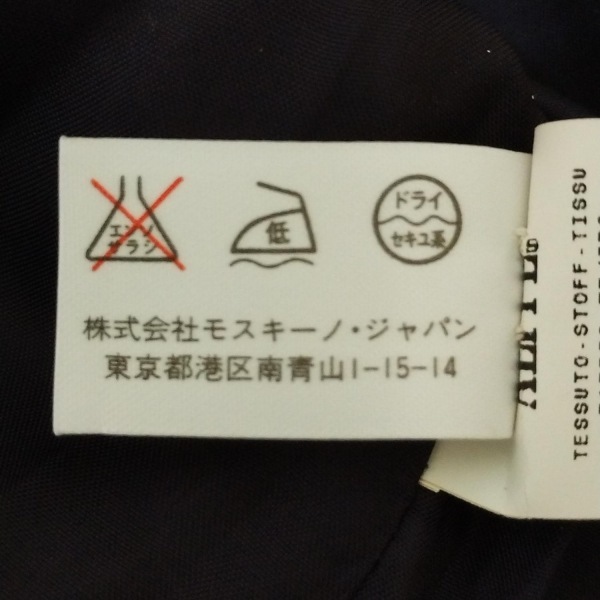 エンソ
サラシ
低
ドライ
セキユ系
株式会社モスキーノ・ジャパン
東京都港区南青山1-15-14
TESSUTO-STOFF-TISSU